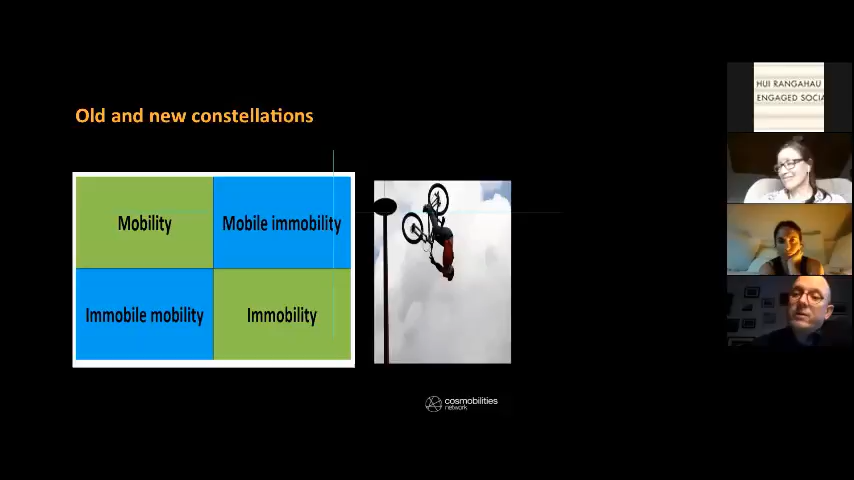 Old and new constellations
Mobility
Mobile immobility
Immobile mobility
Immobility
cosmobilities
network
HUI RANGAHAU
ENGAGED SOCIA